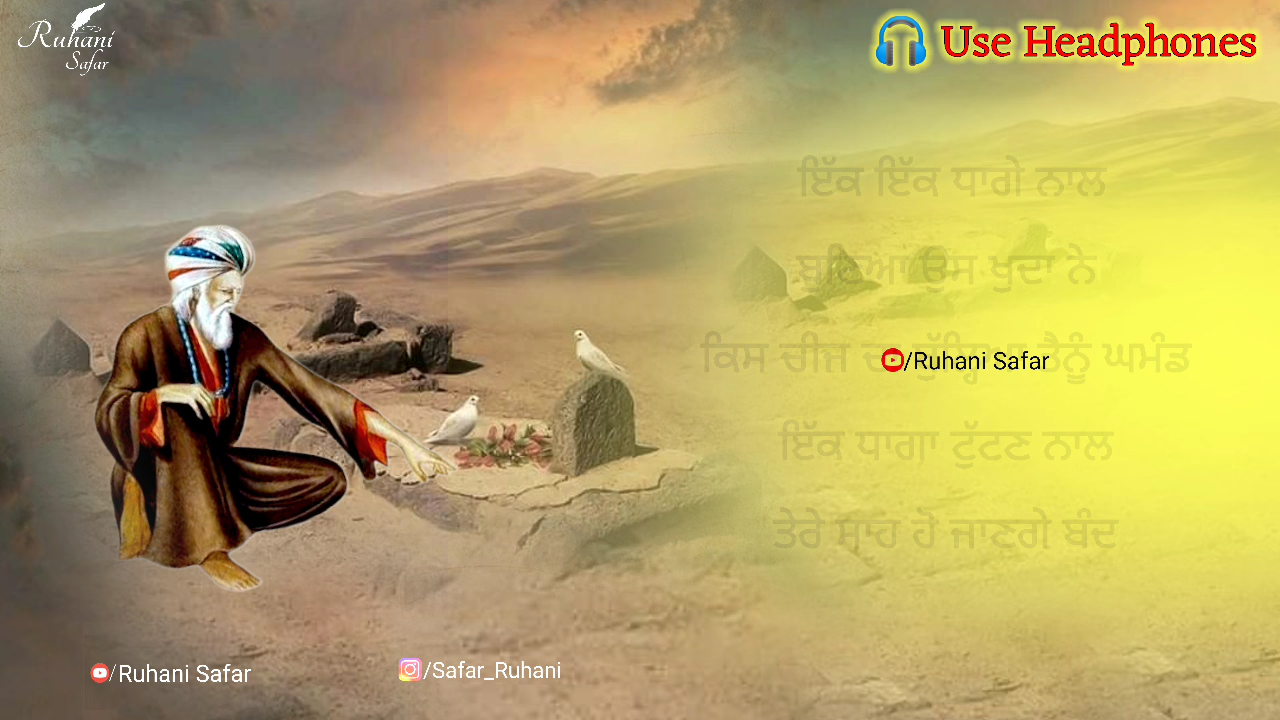 Ruhani
Safar
Use Headphones
ਇੱਕ ਇੱਕ ਧਾਗੇ ਨਾਲ
ਉਸ ਖੁਦਾ ਨੇ
ਕਿਸ ਚੀਜ ਦਾ ਤੈਨੂੰ ਘਮੰਡ
/Ruhani Safar
ਇੱਕ ਧਾਗਾ ਟੁੱਟਣ ਨਾਲ
ਤੇਰੇ ਸਾਹ ਹੋ ਜਾਣਗੇ ਬੰਦ
/Ruhani Safar
/Safar_Ruhani